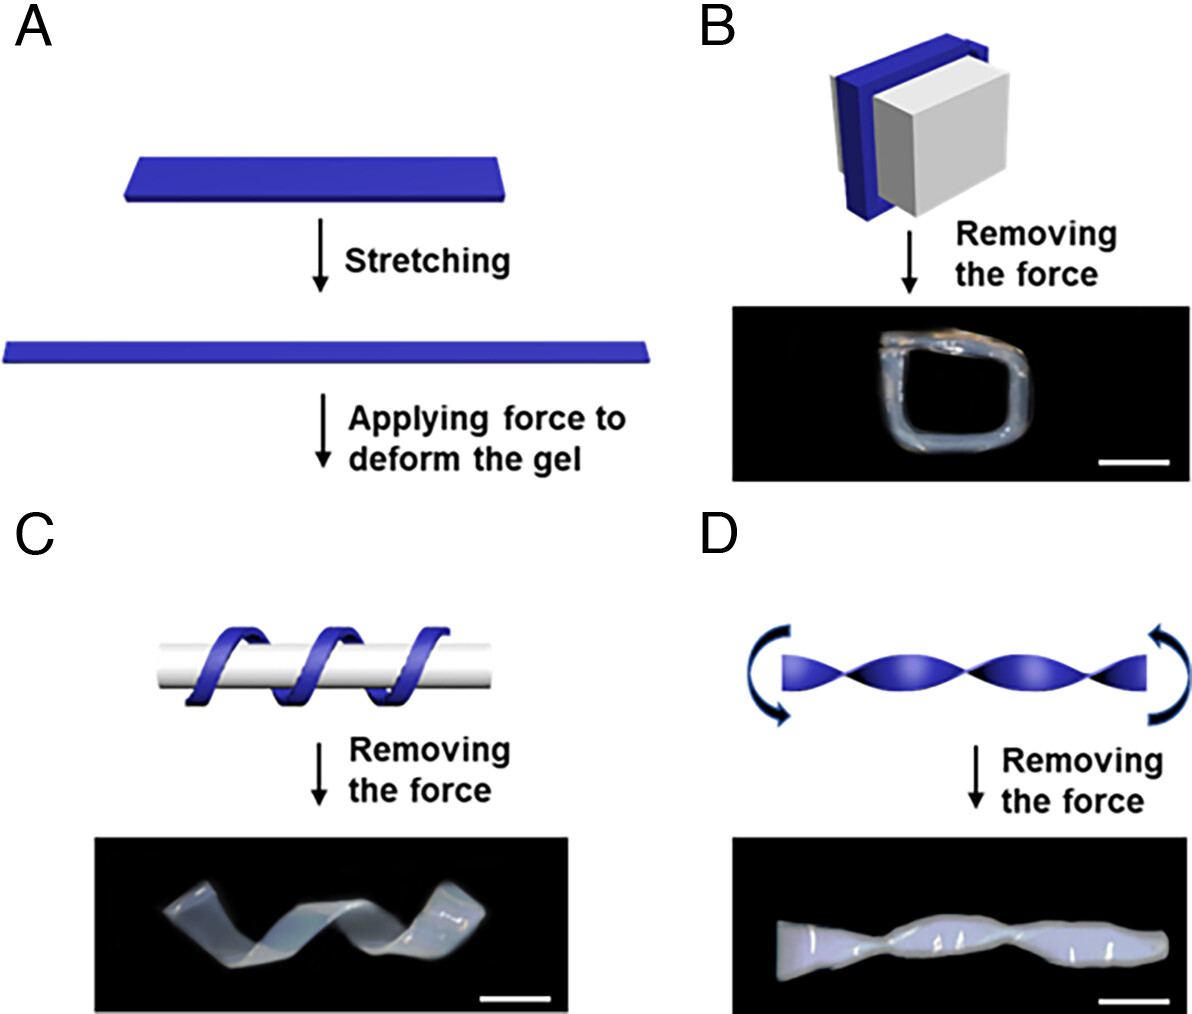 A
Stretching
Applying force to
deform the gel
B
Removing
the force
C
Removing
the force
D
Removing
the force